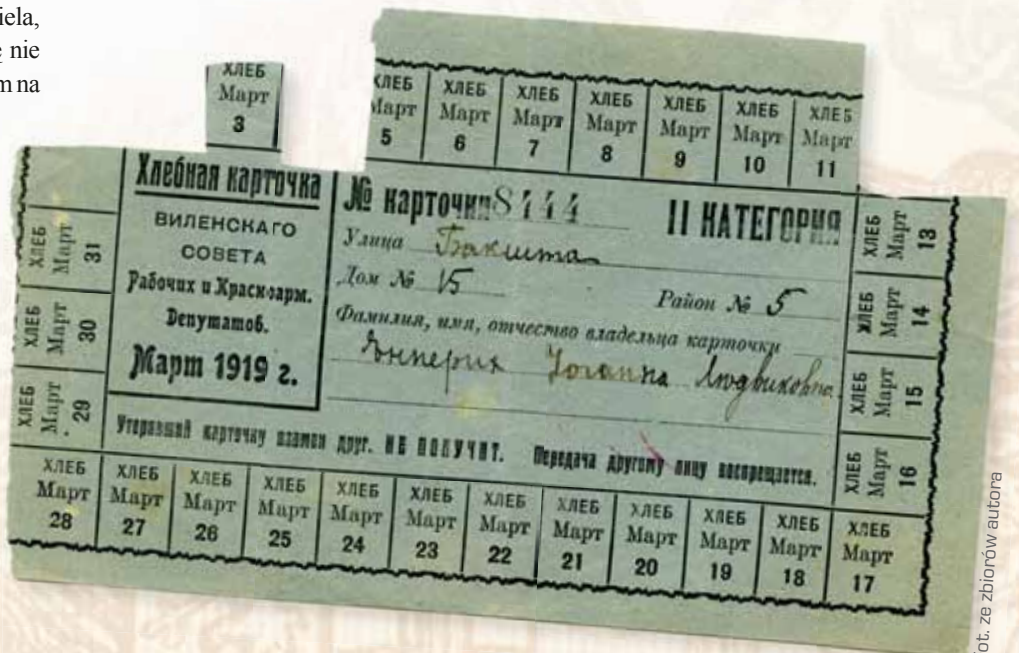 iela,
nie
m na
ХЛЕБ Март 3
ХЛЕБ Март 5
ХЛЕБ Март 6
ХЛЕБ Март 7
ХЛЕБ Март 8
ХЛЕБ Март 9
ХЛЕБ Март 10
ХЛЕБ Март 11
Хлебная карточка
ВИЛЕНСКАГО
СОВЕТА
Рабочих и Красноарм.
Депутатов.
Март 1919 г.
№ карточки 8444 II КАТЕГОРИЯ
Улица Бакшта
Дом № 15 Район № 5
Фамилия, имя, отчество владельца карточки
Иоганна Людвиковна
Утерявший карточку взамен друг. НЕ ПОЛУЧИТ. Передача другому лицу воспрещается.
ХЛЕБ Март 13
ХЛЕБ Март 14
ХЛЕБ Март 15
ХЛЕБ Март 16
ХЛЕБ Март 31
ХЛЕБ Март 30
ХЛЕБ Март 29
ХЛЕБ Март 28
ХЛЕБ Март 27
ХЛЕБ Март 26
ХЛЕБ Март 25
ХЛЕБ Март 24
ХЛЕБ Март 23
ХЛЕБ Март 22
ХЛЕБ Март 21
ХЛЕБ Март 20
ХЛЕБ Март 19
ХЛЕБ Март 18
ХЛЕБ Март 17
fot. ze zbiorów autora